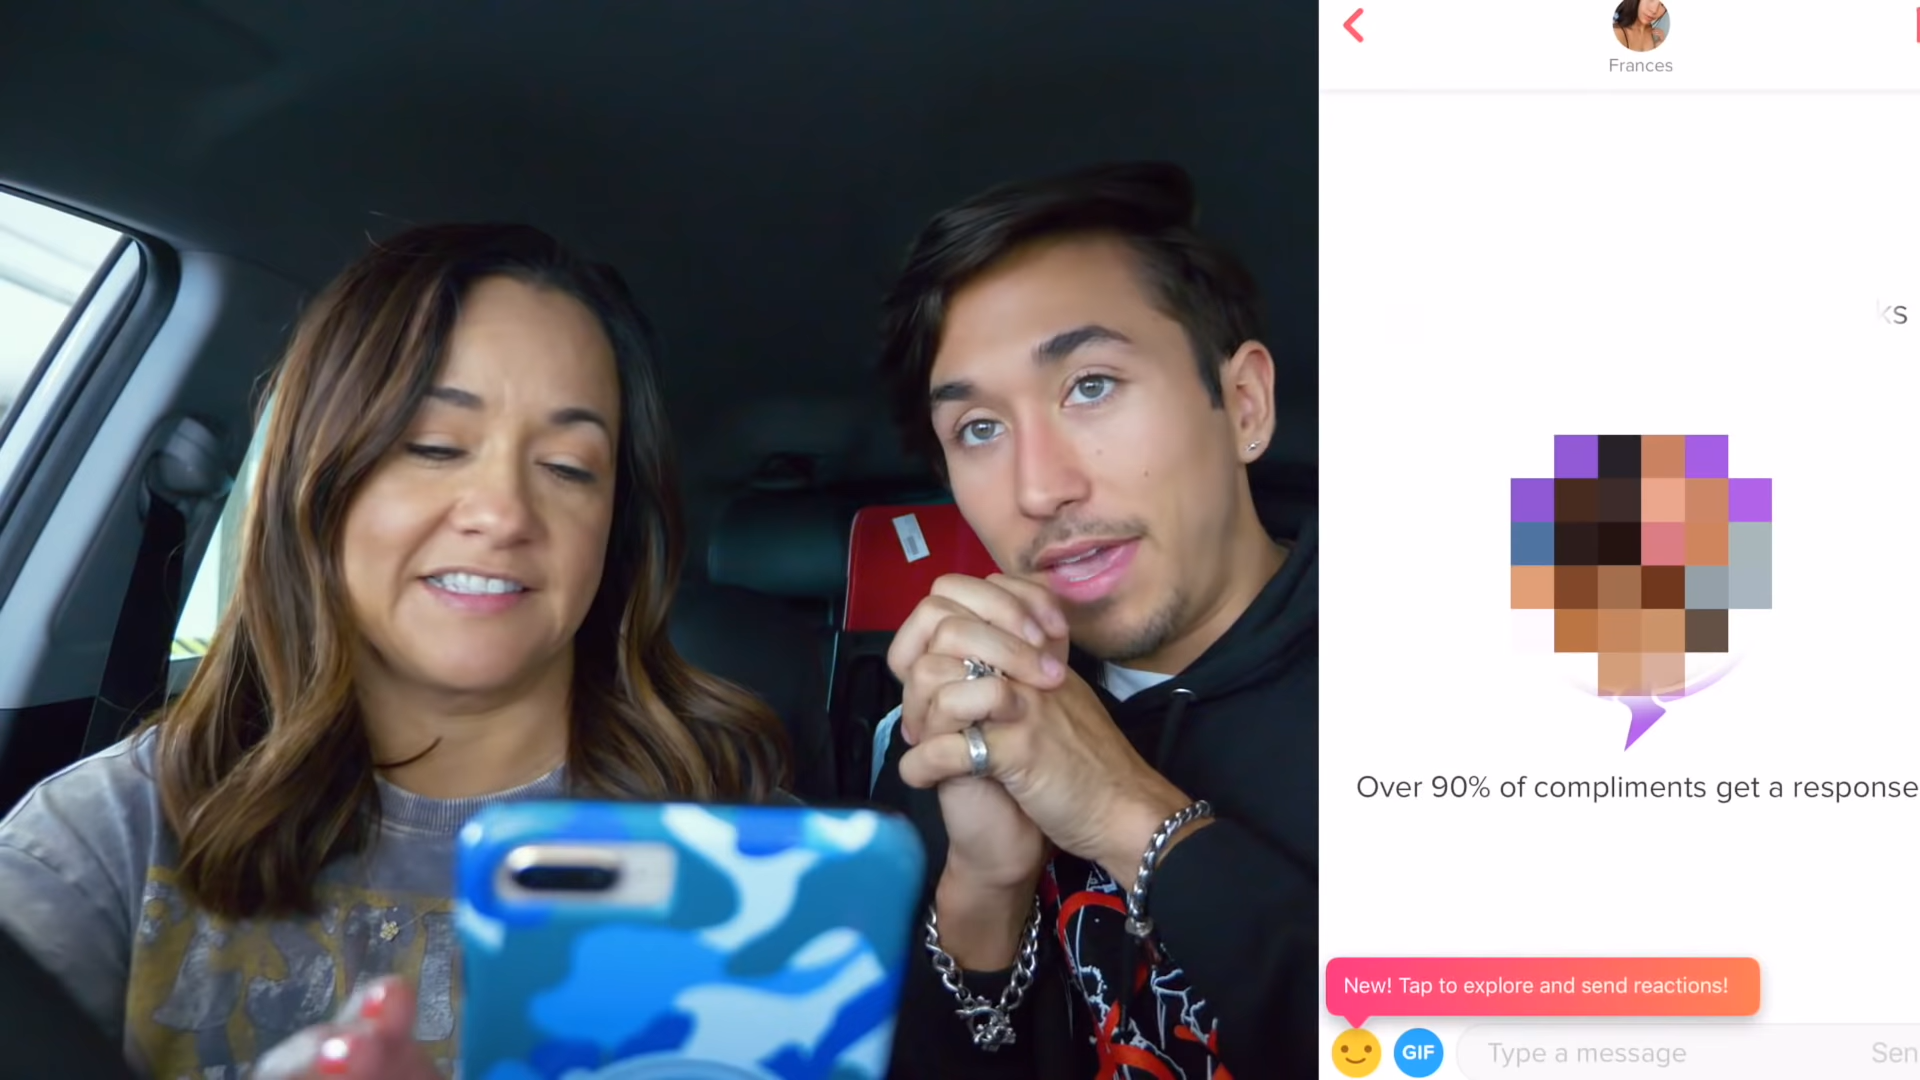 Frances
Over 90% of compliments get a response
New! Tap to explore and send reactions!
GIF
Type a message